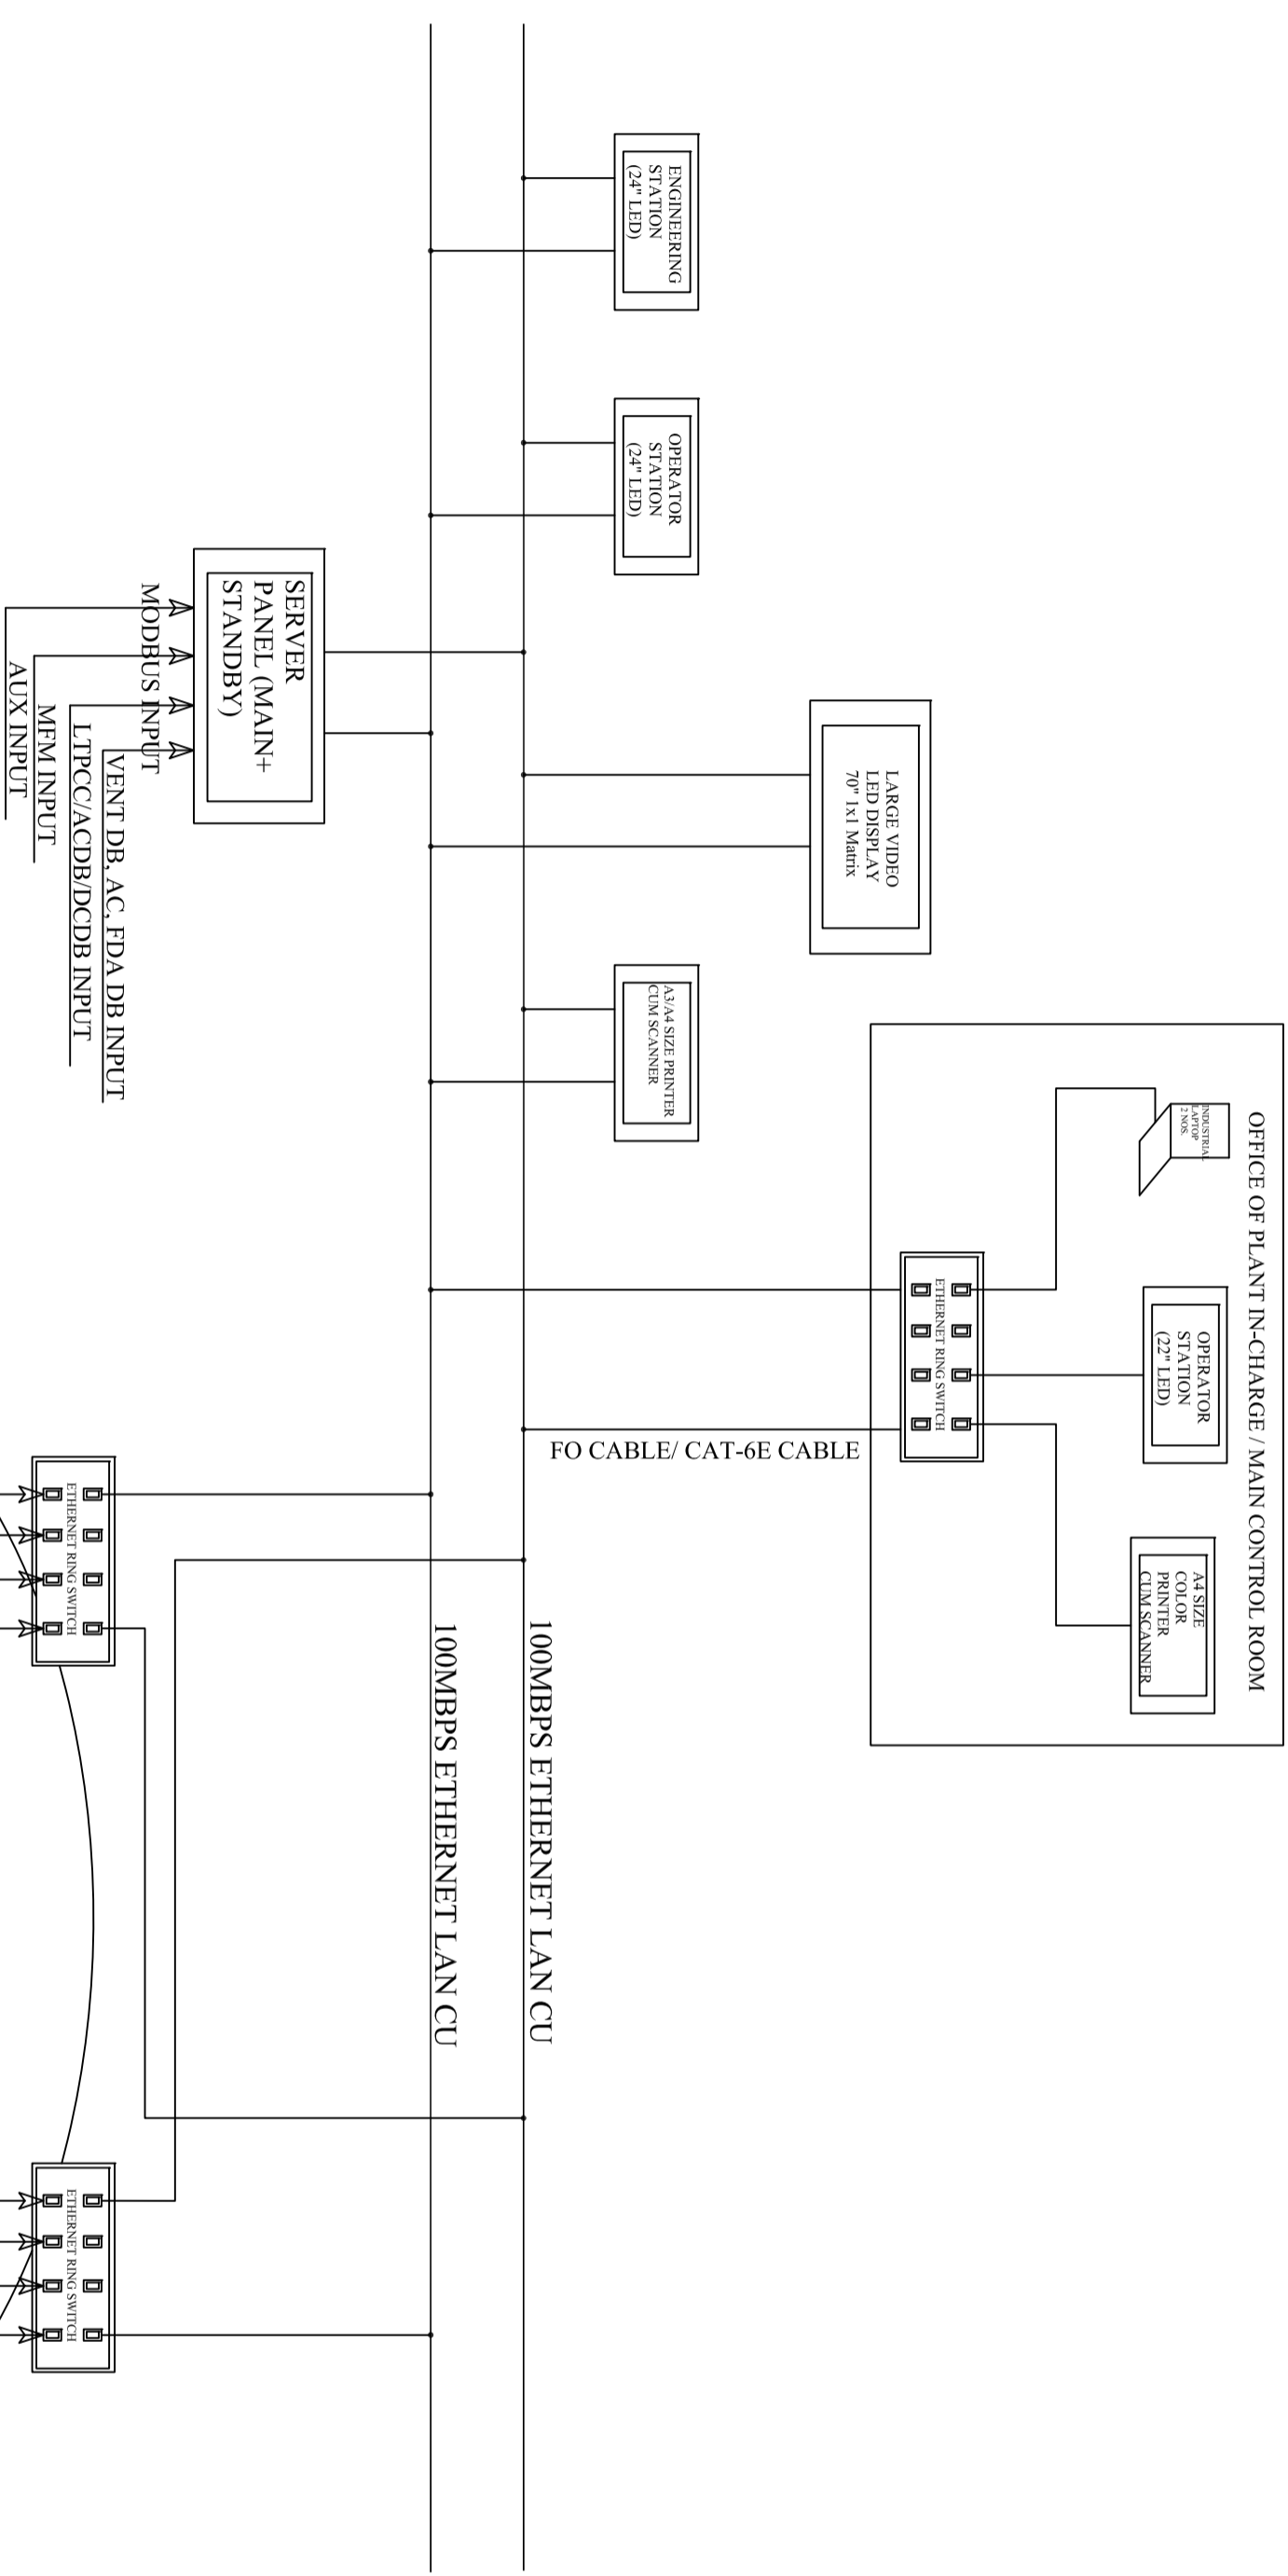 OFFICE OF PLANT IN-CHARGE / MAIN CONTROL ROOM
INDUSTRIAL
LAPTOP
2 NOS.
OPERATOR
STATION
(22" LED)
A4 SIZE
COLOR
PRINTER
CUM SCANNER
ETHERNET RING SWITCH
FO CABLE/ CAT-6E CABLE
LARGE VIDEO
LED DISPLAY
70" 1x1 Matrix
ENGINEERING
STATION
(24" LED)
OPERATOR
STATION
(24" LED)
A3/A4 SIZE PRINTER
CUM SCANNER
100MBPS ETHERNET LAN CU
100MBPS ETHERNET LAN CU
SERVER
PANEL (MAIN+
STANDBY)
MODBUS INPUT
VENT DB, AC, FDA DB INPUT
LTPCC/ACDB/DCDB INPUT
MFM INPUT
AUX INPUT
ETHERNET RING SWITCH
ETHERNET RING SWITCH